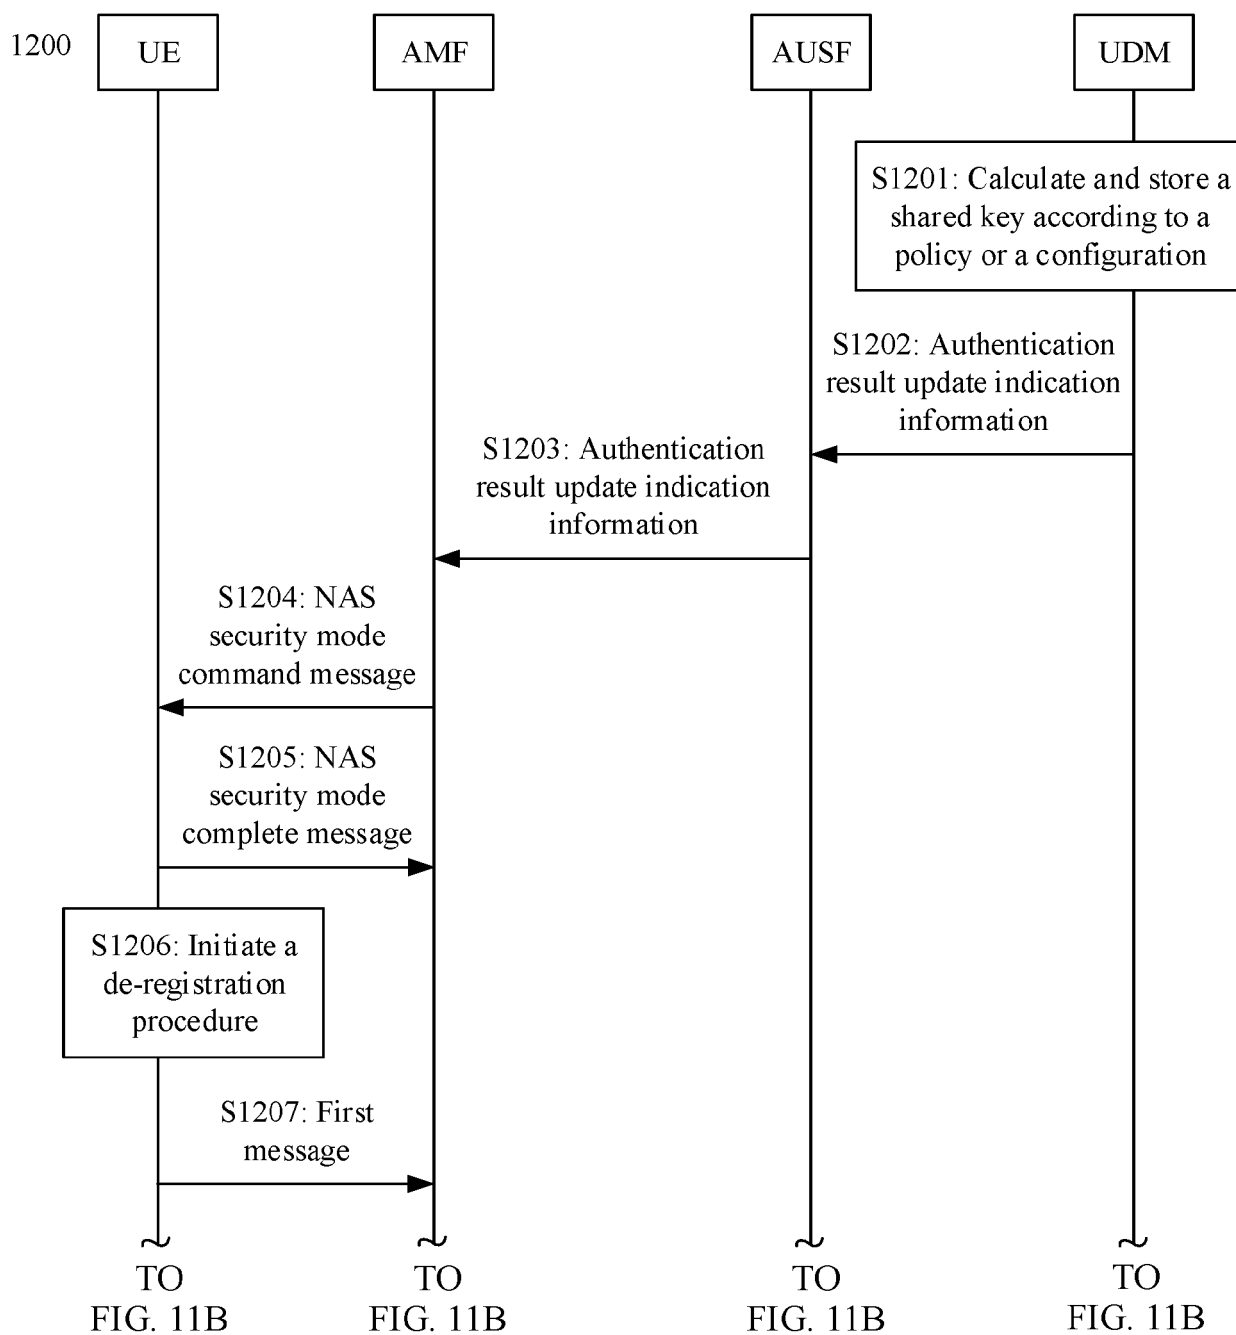 1200
UE
AMF
AUSF
UDM
S1201: Calculate and store a
shared key according to a
policy or a configuration
S1202: Authentication
result update indication
information
S1203: Authentication
result update indication
information
S1204: NAS
security mode
command message
S1205: NAS
security mode
complete message
S1206: Initiate a
de-registration
procedure
S1207: First
message
TO
FIG. 11B
TO
FIG. 11B
TO
FIG. 11B
TO
FIG. 11B